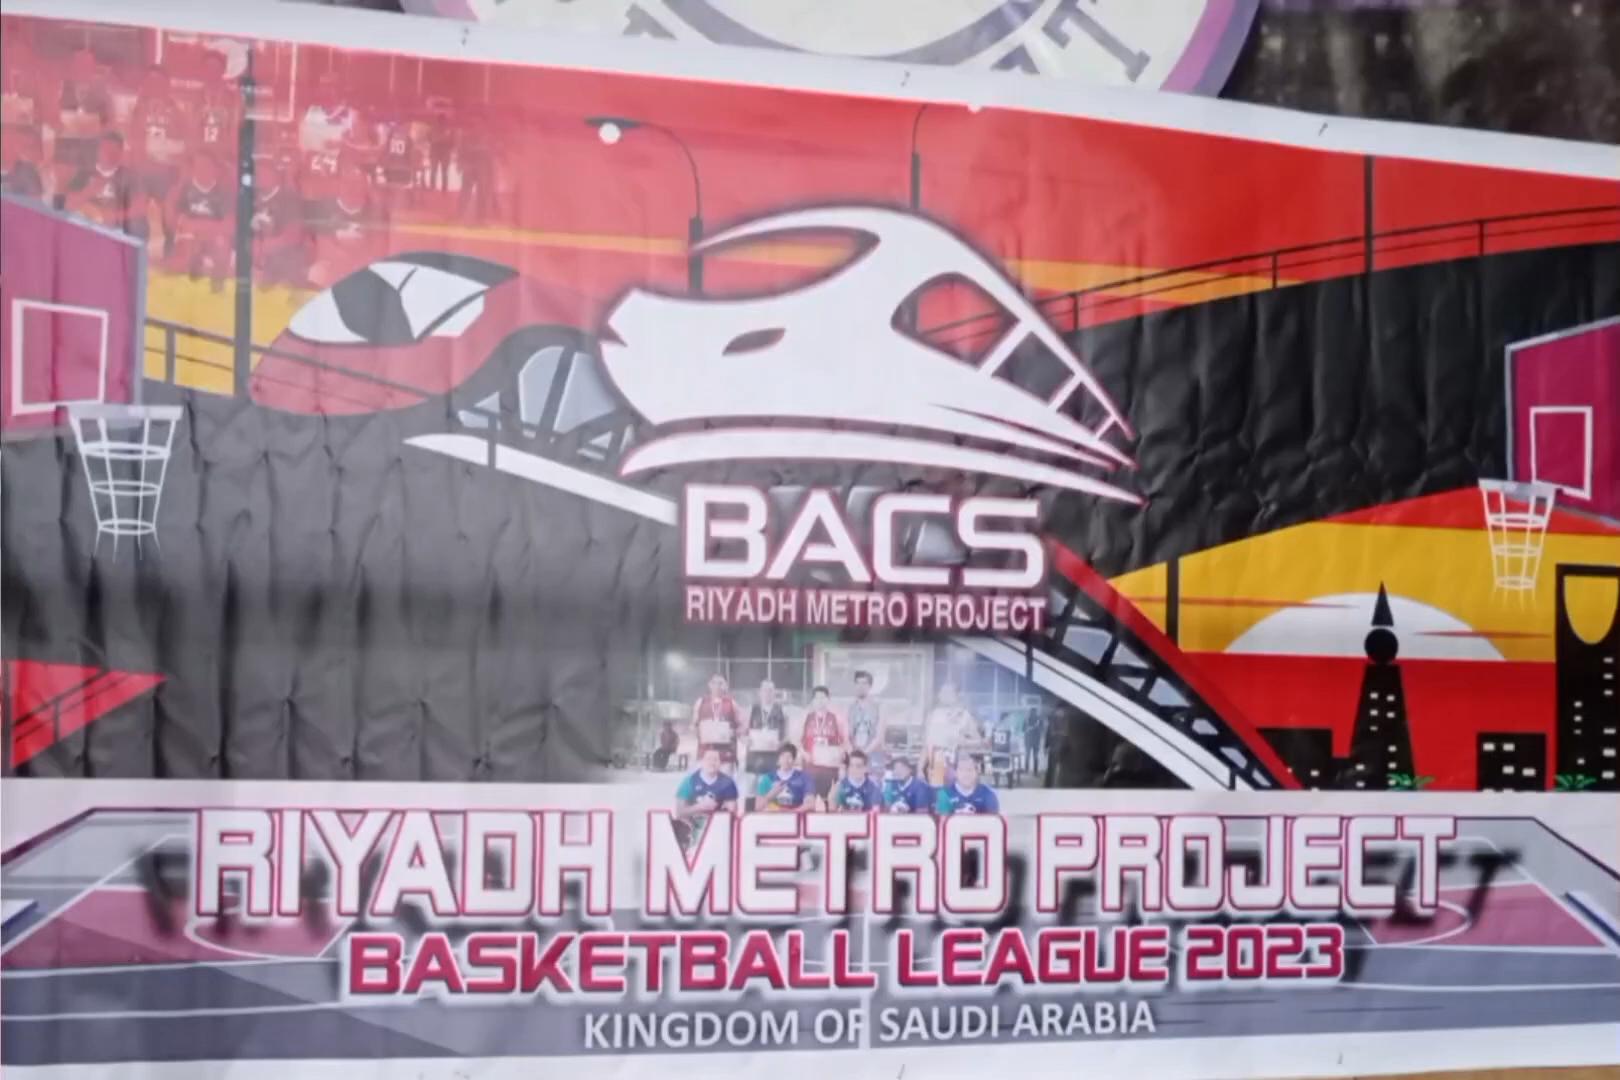 BACS
RIYADH METRO PROJECT
RIYADH METRO PROJECT
BASKETBALL LEAGUE 2023
KINGDOM OF SAUDI ARABIA